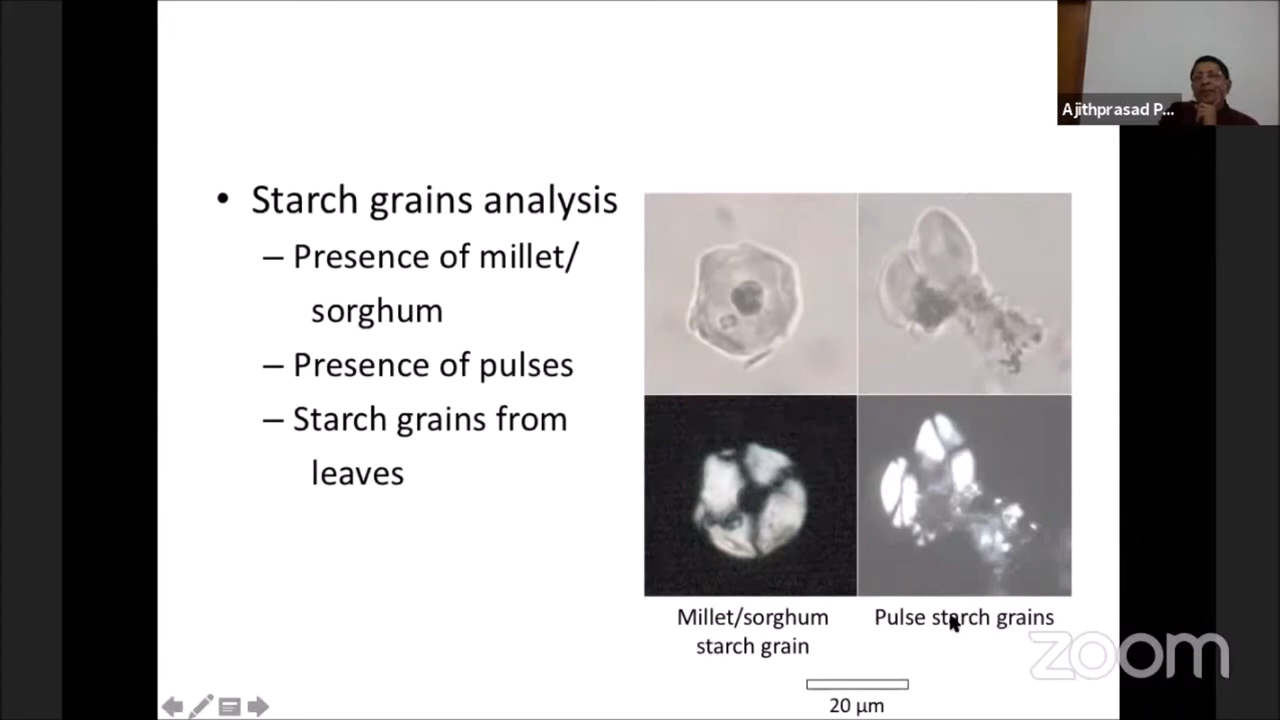 Ajithprasad P...
• Starch grains analysis
– Presence of millet/
sorghum
– Presence of pulses
– Starch grains from
leaves
Millet/sorghum
starch grain
Pulse starch grains
zoom
20 µm